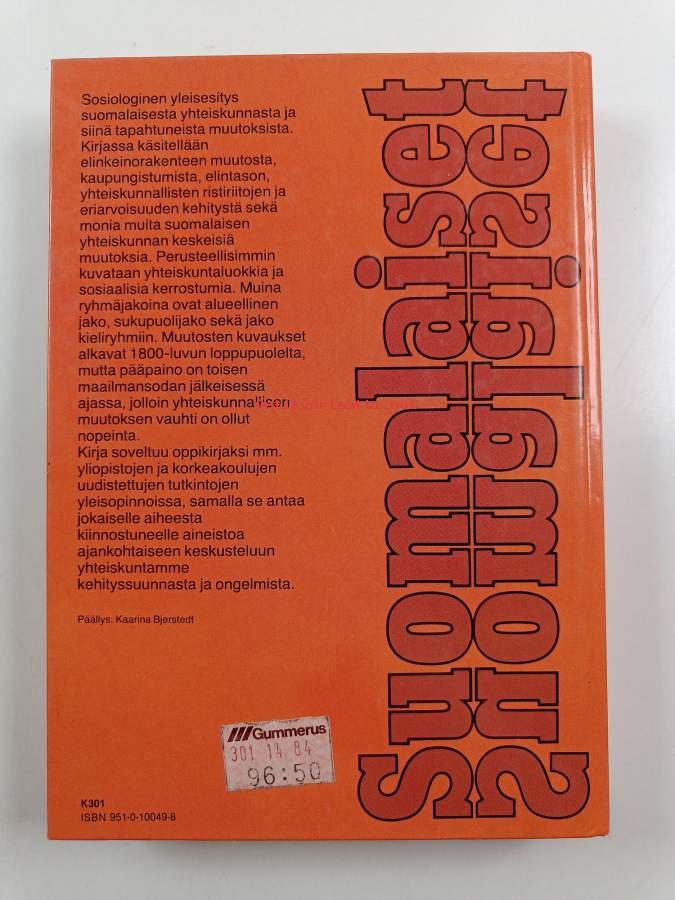 Sosiologinen yleisesitys
suomalaisesta yhteiskunnasta ja
siinä tapahtuneista muutoksista.
Kirjassa käsitellään
elinkeinorakenteen muutosta,
kaupungistumista, elintason,
yhteiskunnallisten ristiriitojen ja
eriarvoisuuden kehitystä sekä
monia muita suomalaisen
yhteiskunnan keskeisiä
muutoksia. Perusteellisimmin
kuvataan yhteiskuntaluokkia ja
sosiaalisia kerrostumia. Muina
ryhmäjakoina ovat alueellinen
jako, sukupuolijako sekä jako
kieliryhmiin. Muutosten kuvaukset
alkavat 1800-luvun loppupuolelta,
mutta pääpaino on toisen
maailmansodan jälkeisessä
ajassa, jolloin yhteiskunnallisen
muutoksen vauhti on ollut
nopeinta.
Kirja soveltuu oppikirjaksi mm.
yliopistojen ja korkeakoulujen
uudistettujen tutkintojen
yleisopinnoissa, samalla se antaa
jokaiselle aiheesta
kiinnostuneelle aineistoa
ajankohtaiseen keskusteluun
yhteiskuntamme
kehityssuunnasta ja ongelmista.
Päällys: Kaarina Bjerstedt
Gummerus
301 14 84
96:50
K301
ISBN 951-0-10049-8
Suomalaiset
Suomalaiset